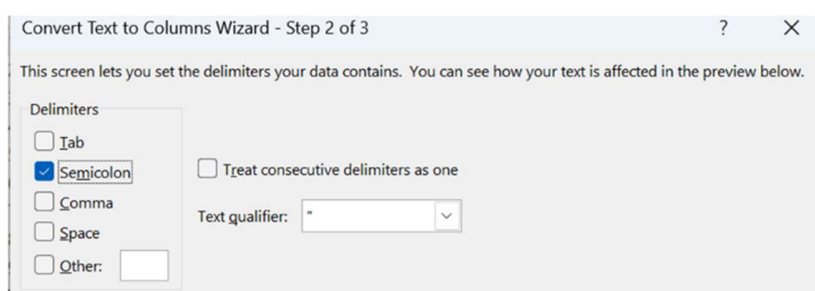 Convert Text to Columns Wizard - Step 2 of 3 ?
This screen lets you set the delimiters your data contains. You can see how your text is affected in the preview below.
Delimiters
Tab
Semicolon
Comma
Space
Other:
Treat consecutive delimiters as one
Text qualifier: "